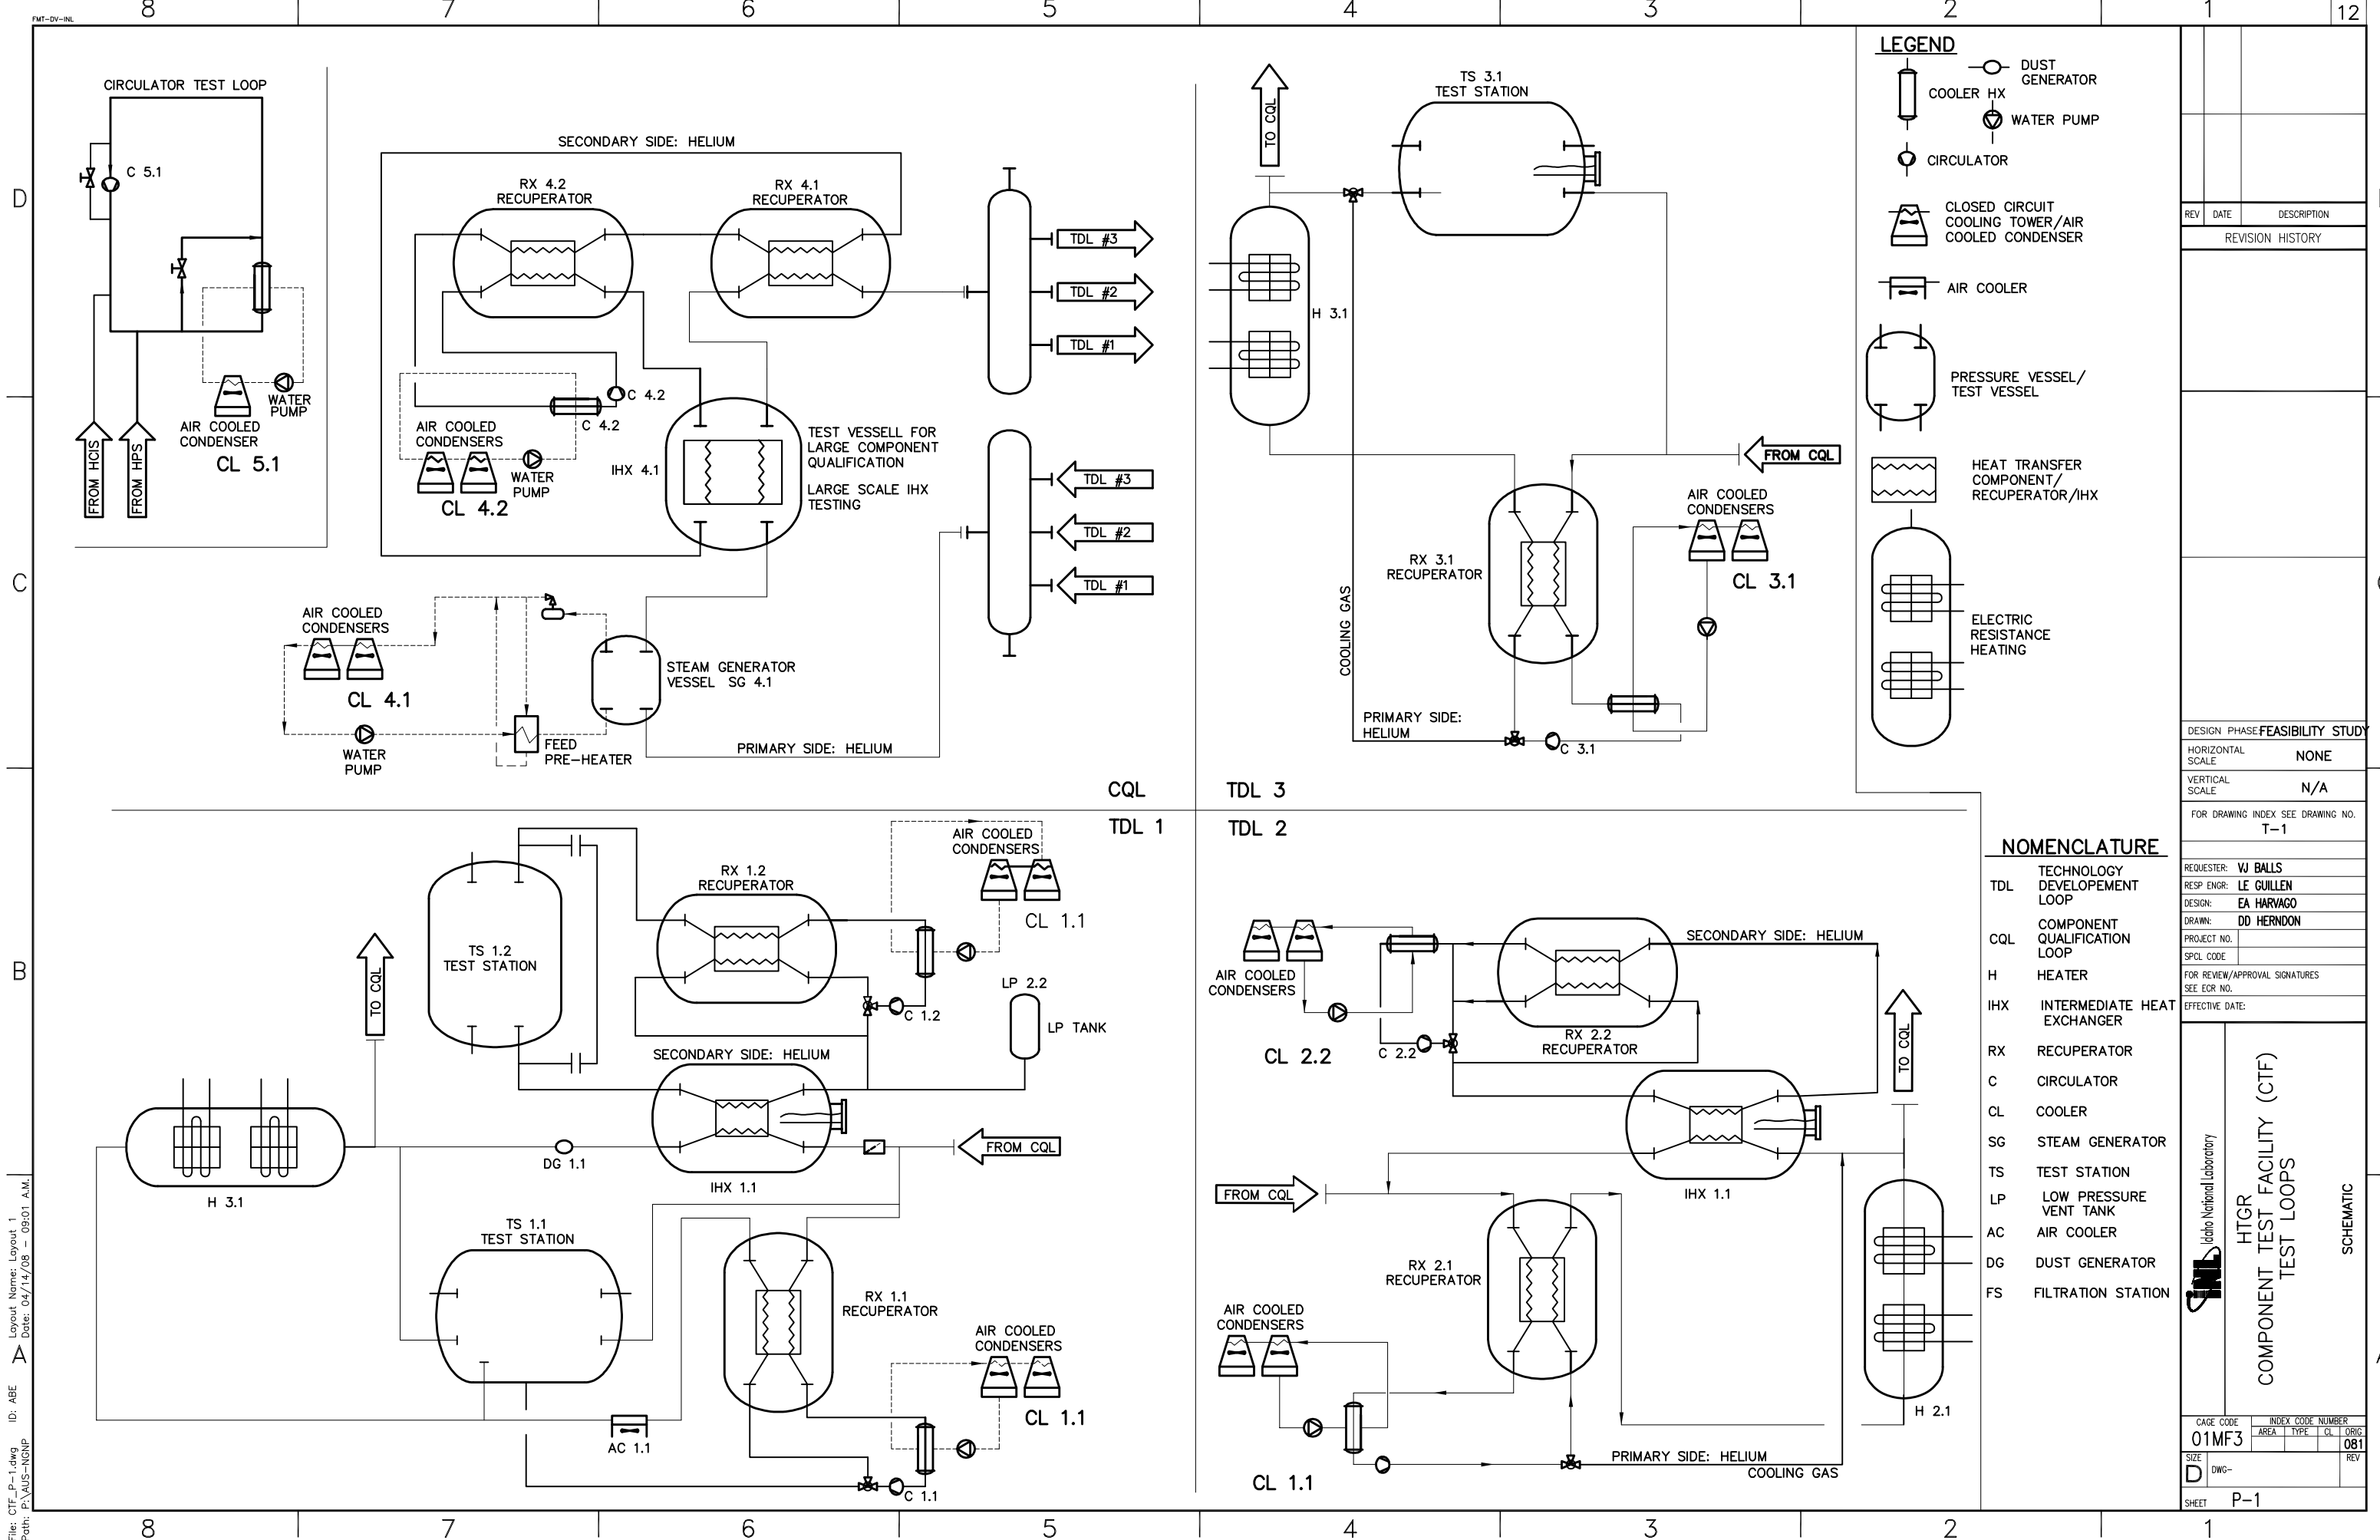 FMT-DV-INL
8
7
6
5
4
3
2
1
12
D
C
B
A
CIRCULATOR TEST LOOP
C 5.1
WATER
PUMP
AIR COOLED
CONDENSER
CL 5.1
FROM HCIS
FROM HPS
SECONDARY SIDE: HELIUM
RX 4.2
RECUPERATOR
RX 4.1
RECUPERATOR
TDL #3
TDL #2
TDL #1
C 4.2
C 4.2
AIR COOLED
CONDENSERS
WATER
PUMP
CL 4.2
IHX 4.1
TEST VESSELL FOR
LARGE COMPONENT
QUALIFICATION
LARGE SCALE IHX
TESTING
TDL #3
TDL #2
TDL #1
AIR COOLED
CONDENSERS
CL 4.1
STEAM GENERATOR
VESSEL SG 4.1
WATER
PUMP
FEED
PRE-HEATER
PRIMARY SIDE: HELIUM
CQL
TDL 3
TDL 1
TDL 2
TO CQL
TS 3.1
TEST STATION
H 3.1
FROM CQL
AIR COOLED
CONDENSERS
CL 3.1
RX 3.1
RECUPERATOR
COOLING GAS
PRIMARY SIDE:
HELIUM
C 3.1
LEGEND
DUST
GENERATOR
COOLER HX
WATER PUMP
CIRCULATOR
CLOSED CIRCUIT
COOLING TOWER/AIR
COOLED CONDENSER
AIR COOLER
PRESSURE VESSEL/
TEST VESSEL
HEAT TRANSFER
COMPONENT/
RECUPERATOR/IHX
ELECTRIC
RESISTANCE
HEATING
AIR COOLED
CONDENSERS
CL 1.1
RX 1.2
RECUPERATOR
TS 1.2
TEST STATION
TO CQL
C 1.2
LP 2.2
LP TANK
SECONDARY SIDE: HELIUM
DG 1.1
FROM CQL
IHX 1.1
H 3.1
TS 1.1
TEST STATION
RX 1.1
RECUPERATOR
AIR COOLED
CONDENSERS
CL 1.1
AC 1.1
C 1.1
SECONDARY SIDE: HELIUM
AIR COOLED
CONDENSERS
CL 2.2
C 2.2
RX 2.2
RECUPERATOR
TO CQL
FROM CQL
IHX 1.1
RX 2.1
RECUPERATOR
AIR COOLED
CONDENSERS
CL 1.1
PRIMARY SIDE: HELIUM
COOLING GAS
H 2.1
NOMENCLATURE
TDL TECHNOLOGY
DEVELOPEMENT
LOOP
CQL COMPONENT
QUALIFICATION
LOOP
H HEATER
IHX INTERMEDIATE HEAT
EXCHANGER
RX RECUPERATOR
C CIRCULATOR
CL COOLER
SG STEAM GENERATOR
TS TEST STATION
LP LOW PRESSURE
VENT TANK
AC AIR COOLER
DG DUST GENERATOR
FS FILTRATION STATION
REV DATE DESCRIPTION
REVISION HISTORY
DESIGN PHASE: FEASIBILITY STUDY
HORIZONTAL
SCALE NONE
VERTICAL
SCALE N/A
FOR DRAWING INDEX SEE DRAWING NO.
T-1
REQUESTER: VJ BALLS
RESP ENGR: LE GUILLEN
DESIGN: EA HARVAGO
DRAWN: DD HERNDON
PROJECT NO.
SPCL CODE
FOR REVIEW/APPROVAL SIGNATURES
SEE ECR NO.
EFFECTIVE DATE:
INL
Idaho National Laboratory
HTGR
COMPONENT TEST FACILITY (CTF)
TEST LOOPS
SCHEMATIC
CAGE CODE
01MF3
INDEX CODE NUMBER
AREA TYPE CL ORIG
081
SIZE
D
DWG-
REV
SHEET P-1
File: CTF_P-1.dwg ID: ABE Layout Name: Layout 1
Path: P:\AUS-NGNP Date: 04/14/08 - 09:01 A.M.
8
7
6
5
4
3
2
1